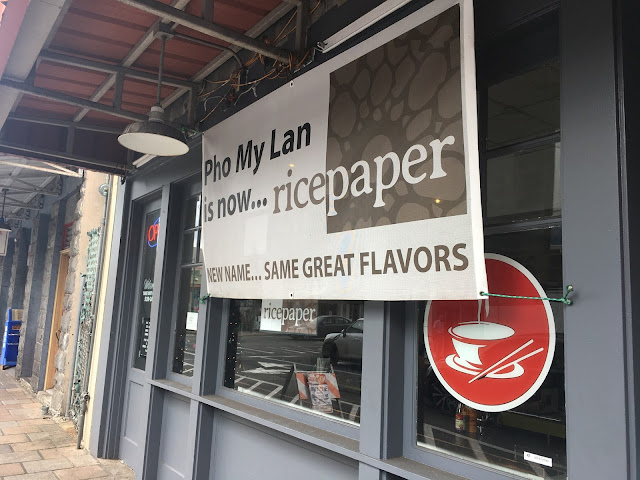 Pho My Lan
is now... ricepaper
NEW NAME... SAME GREAT FLAVORS
ricepaper